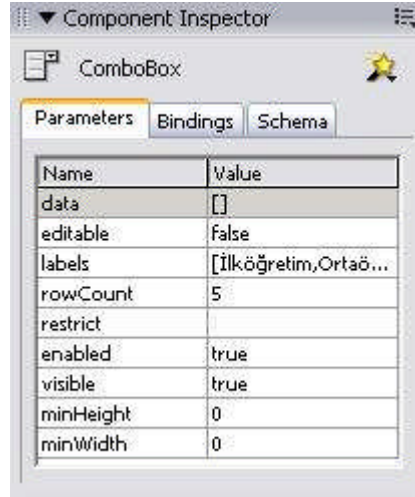 Component Inspector
ComboBox
Parameters Bindings Schema
Name Value
data []
editable false
labels [İlköğretim,Ortaö...
rowCount 5
restrict
enabled true
visible true
minHeight 0
minWidth 0